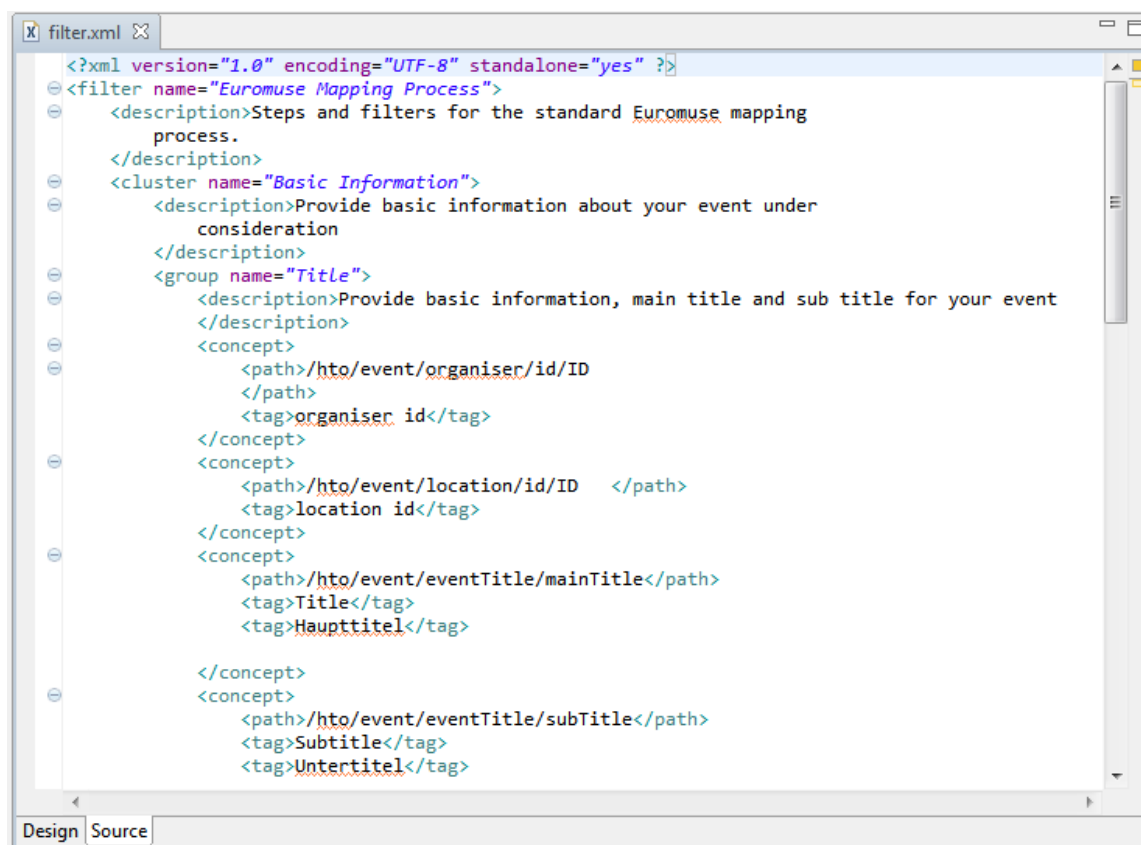 filter.xml
<?xml version="1.0" encoding="UTF-8" standalone="yes" ?>
<filter name="Euromuse Mapping Process">
<description>Steps and filters for the standard Euromuse mapping
process.
</description>
<cluster name="Basic Information">
<description>Provide basic information about your event under
consideration
</description>
<group name="Title">
<description>Provide basic information, main title and sub title for your event
</description>
<concept>
<path>/hto/event/organiser/id/ID
</path>
<tag>organiser id</tag>
</concept>
<concept>
<path>/hto/event/location/id/ID   </path>
<tag>location id</tag>
</concept>
<concept>
<path>/hto/event/eventTitle/mainTitle</path>
<tag>Title</tag>
<tag>Haupttitel</tag>
</concept>
<concept>
<path>/hto/event/eventTitle/subTitle</path>
<tag>Subtitle</tag>
<tag>Untertitel</tag>
Design Source